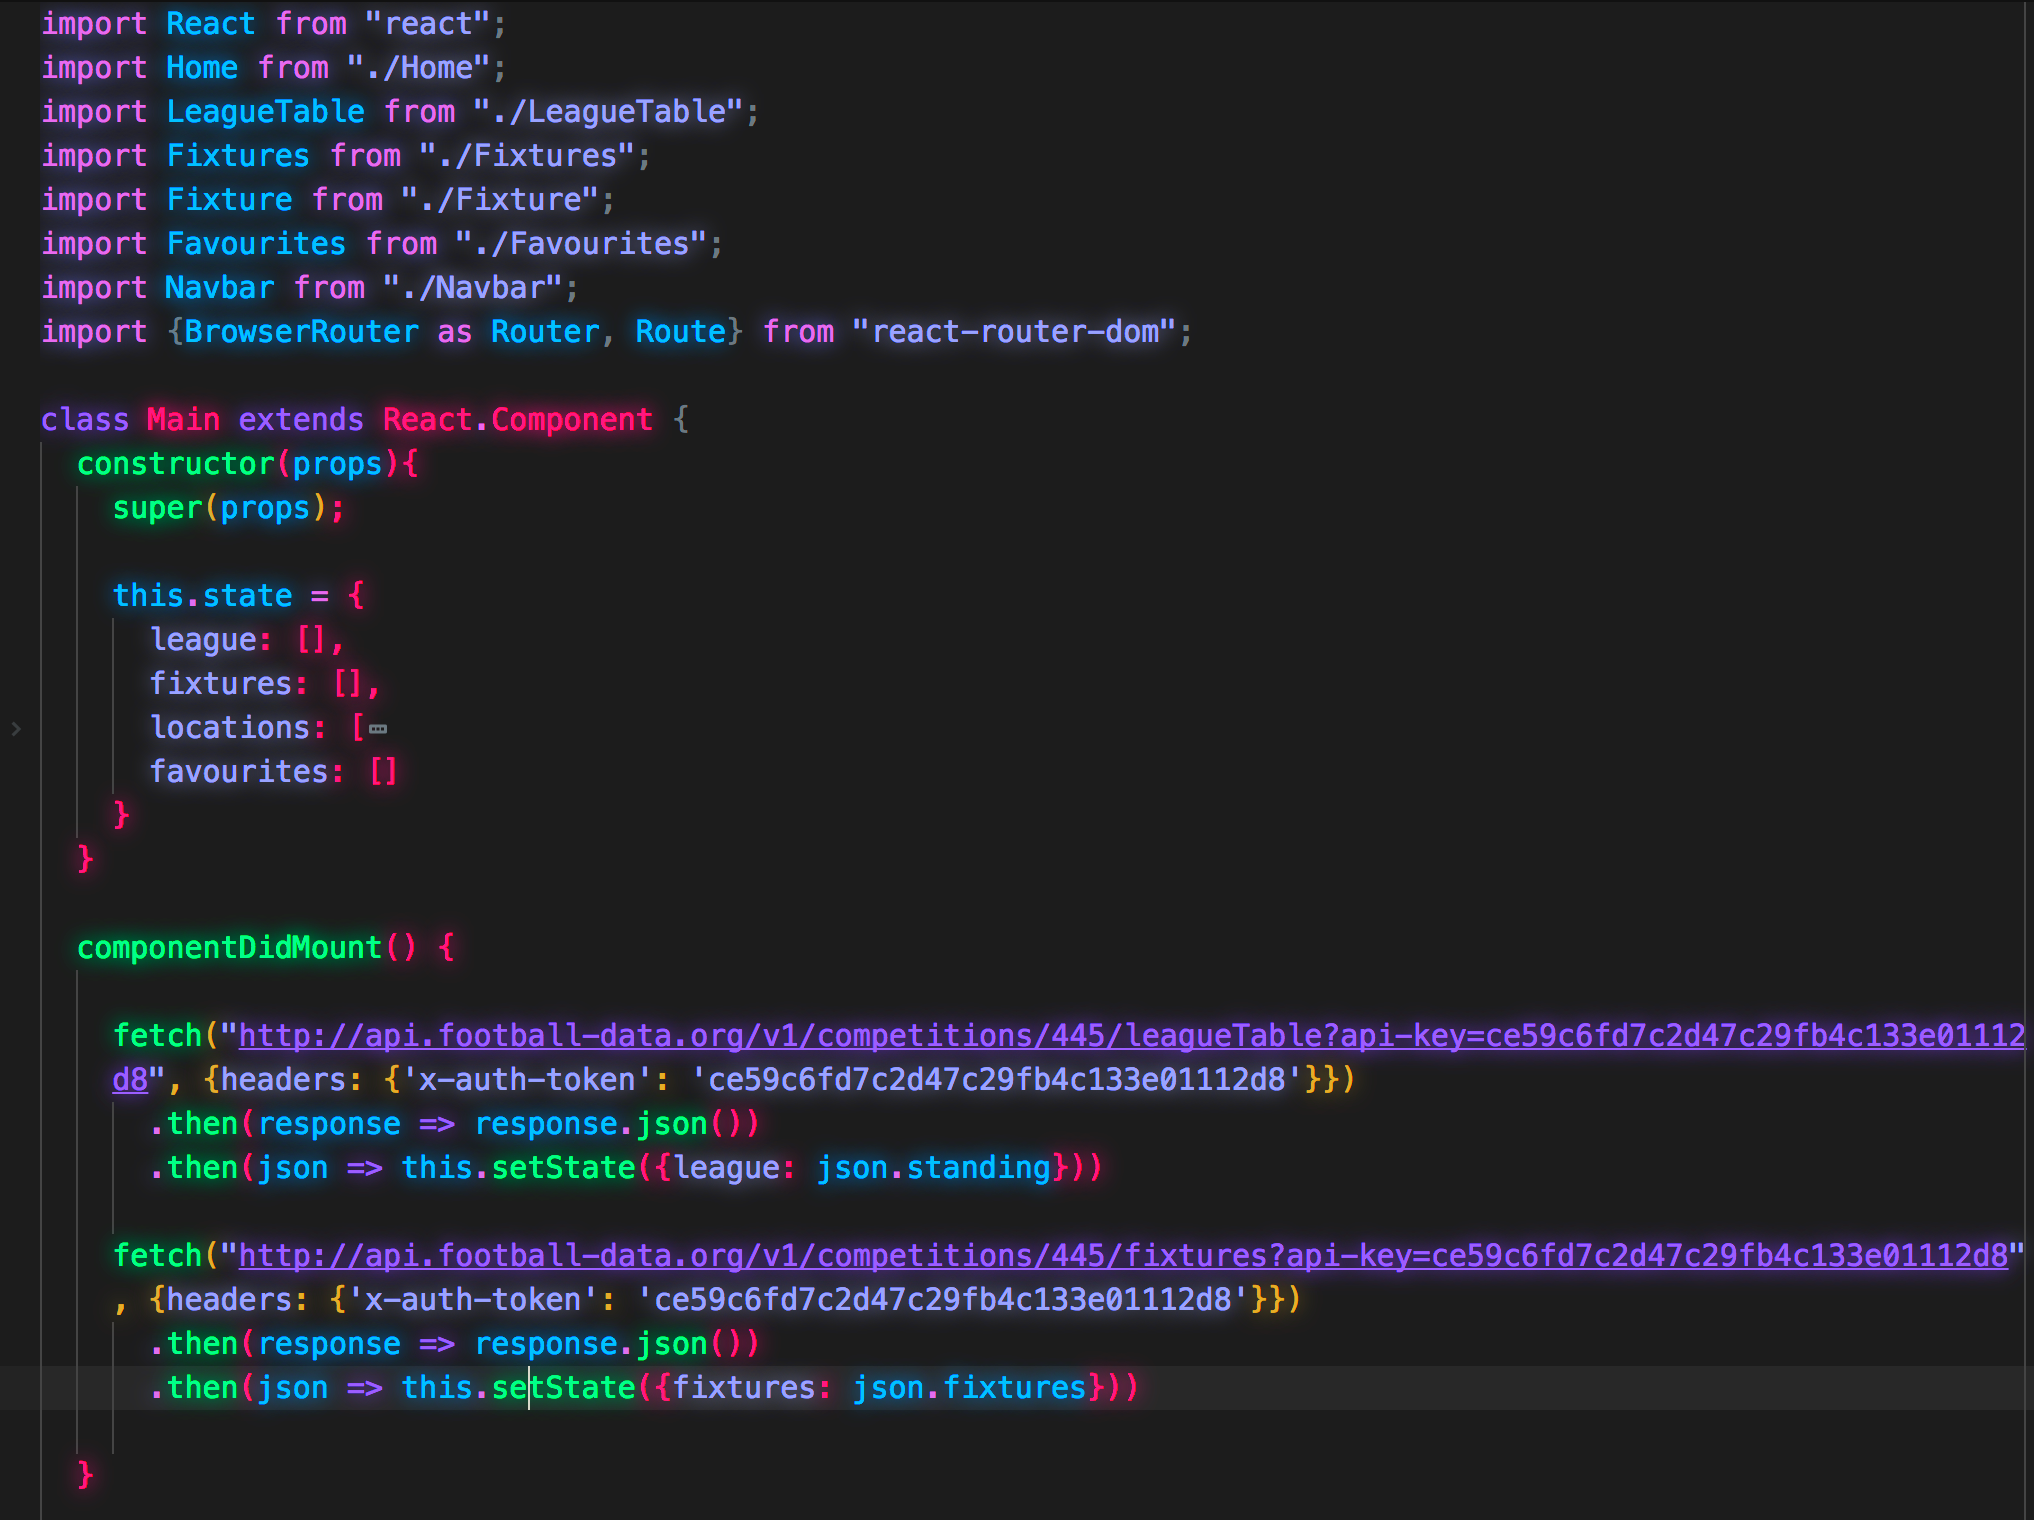 import React from "react";
import Home from "./Home";
import LeagueTable from "./LeagueTable";
import Fixtures from "./Fixtures";
import Fixture from "./Fixture";
import Favourites from "./Favourites";
import Navbar from "./Navbar";
import {BrowserRouter as Router, Route} from "react-router-dom";
class Main extends React.Component {
constructor(props){
super(props);
this.state = {
league: [],
fixtures: [],
locations: [
favourites: []
}
}
componentDidMount() {
fetch("http://api.football-data.org/v1/competitions/445/leagueTable?api-key=ce59c6fd7c2d47c29fb4c133e01112
d8", {headers: {'x-auth-token': 'ce59c6fd7c2d47c29fb4c133e01112d8'}})
.then(response => response.json())
.then(json => this.setState({league: json.standing}))
fetch("http://api.football-data.org/v1/competitions/445/fixtures?api-key=ce59c6fd7c2d47c29fb4c133e01112d8"
, {headers: {'x-auth-token': 'ce59c6fd7c2d47c29fb4c133e01112d8'}})
.then(response => response.json())
.then(json => this.setState({fixtures: json.fixtures}))
}